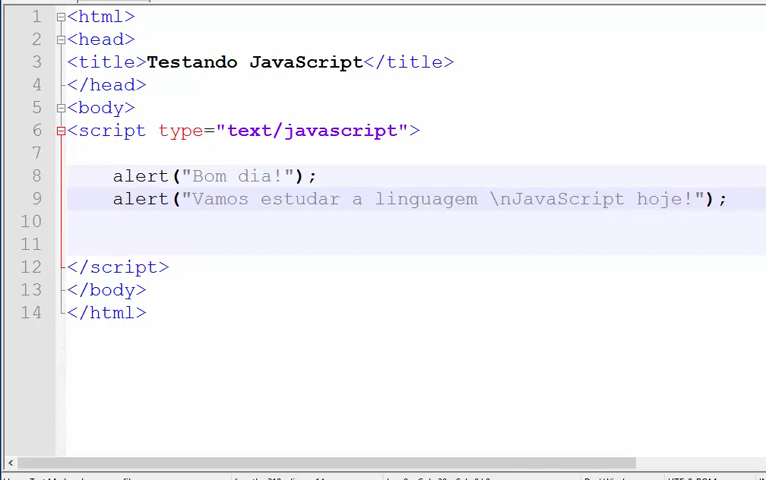 1 <html>
2 <head>
3 <title>Testando JavaScript</title>
4 </head>
5 <body>
6 <script type="text/javascript">
7
8 alert("Bom dia!");
9 alert("Vamos estudar a linguagem \nJavaScript hoje!");
10
11
12 </script>
13 </body>
14 </html>